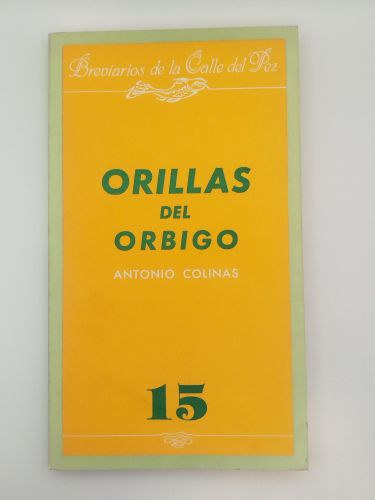 Breviarios de la Calle del Pez
ORILLAS
DEL
ORBIGO
ANTONIO COLINAS
15